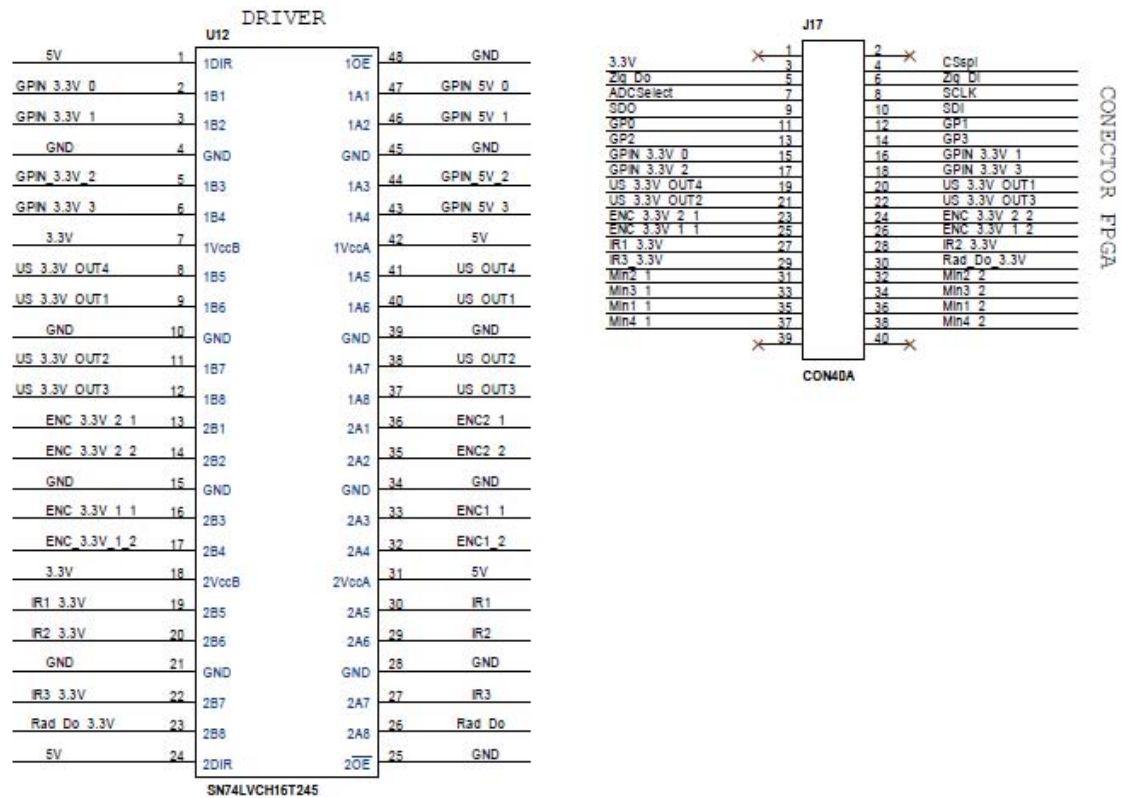 DRIVER
U12
5V 1 1DIR 1OE 48 GND
GPIN 3.3V 0 2 1B1 1A1 47 GPIN 5V 0
GPIN 3.3V 1 3 1B2 1A2 46 GPIN 5V 1
GND 4 GND GND 45 GND
GPIN_3.3V_2 5 1B3 1A3 44 GPIN_5V_2
GPIN 3.3V 3 6 1B4 1A4 43 GPIN 5V 3
3.3V 7 1VccB 1VccA 42 5V
US 3.3V OUT4 8 1B5 1A5 41 US OUT4
US 3.3V OUT1 9 1B6 1A6 40 US OUT1
GND 10 GND GND 39 GND
US 3.3V OUT2 11 1B7 1A7 38 US OUT2
US 3.3V OUT3 12 1B8 1A8 37 US OUT3
ENC 3.3V 2 1 13 2B1 2A1 36 ENC2 1
ENC 3.3V 2 2 14 2B2 2A2 35 ENC2 2
GND 15 GND GND 34 GND
ENC 3.3V 1 1 16 2B3 2A3 33 ENC1 1
ENC_3.3V_1_2 17 2B4 2A4 32 ENC1_2
3.3V 18 2VccB 2VccA 31 5V
IR1 3.3V 19 2B5 2A5 30 IR1
IR2 3.3V 20 2B6 2A6 29 IR2
GND 21 GND GND 28 GND
IR3 3.3V 22 2B7 2A7 27 IR3
Rad Do 3.3V 23 2B8 2A8 26 Rad Do
5V 24 2DIR 2OE 25 GND
SN74LVCH16T245
J17
1 2
3.3V 3 4 CSspi
Zig Do 5 6 Zig Di
ADCSelect 7 8 SCLK
SDO 9 10 SDI
GP0 11 12 GP1
GP2 13 14 GP3
GPIN 3.3V 0 15 16 GPIN 3.3V 1
GPIN 3.3V 2 17 18 GPIN 3.3V 3
US 3.3V OUT4 19 20 US 3.3V OUT1
US 3.3V OUT2 21 22 US 3.3V OUT3
ENC 3.3V 2 1 23 24 ENC 3.3V 2 2
ENC 3.3V 1 1 25 26 ENC 3.3V 1 2
IR1 3.3V 27 28 IR2 3.3V
IR3 3.3V 29 30 Rad Do 3.3V
Min2 1 31 32 Min2 2
Min3 1 33 34 Min3 2
Min1 1 35 36 Min1 2
Min4 1 37 38 Min4 2
39 40
CON40A
CONECTOR FPGA